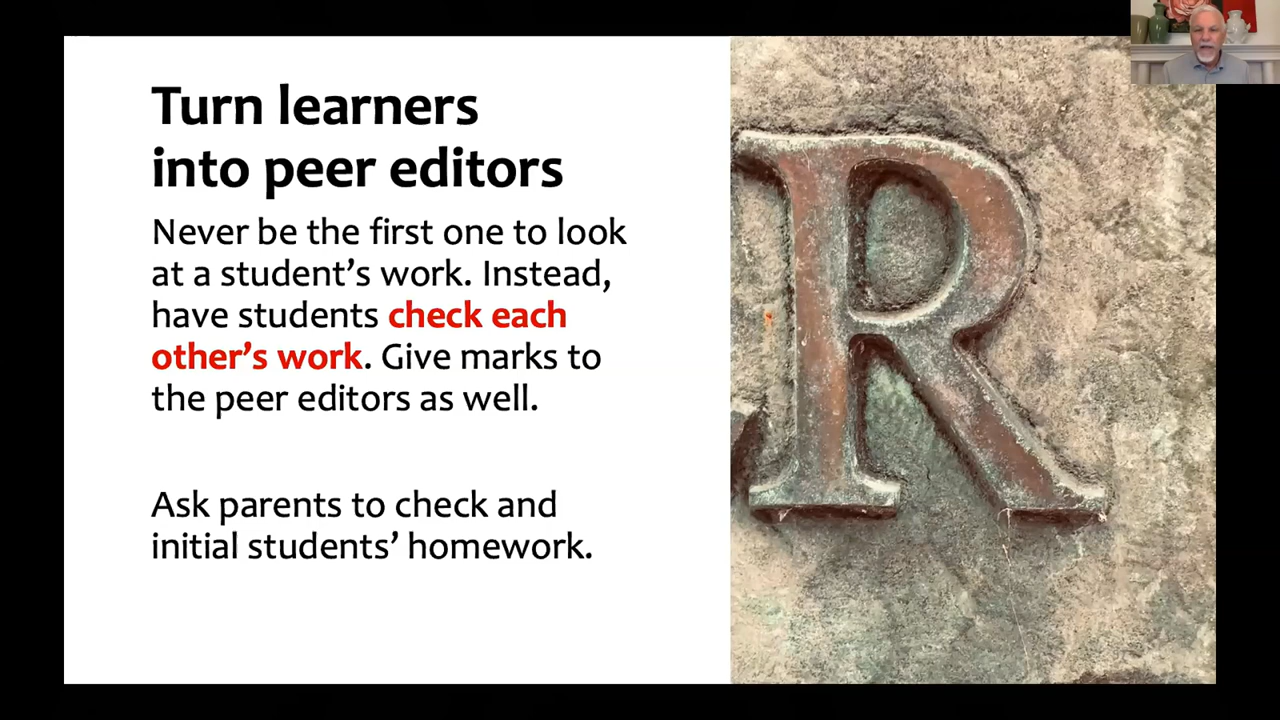 Turn learners
into peer editors
Never be the first one to look
at a student’s work. Instead,
have students check each
other’s work. Give marks to
the peer editors as well.
Ask parents to check and
initial students’ homework.
R